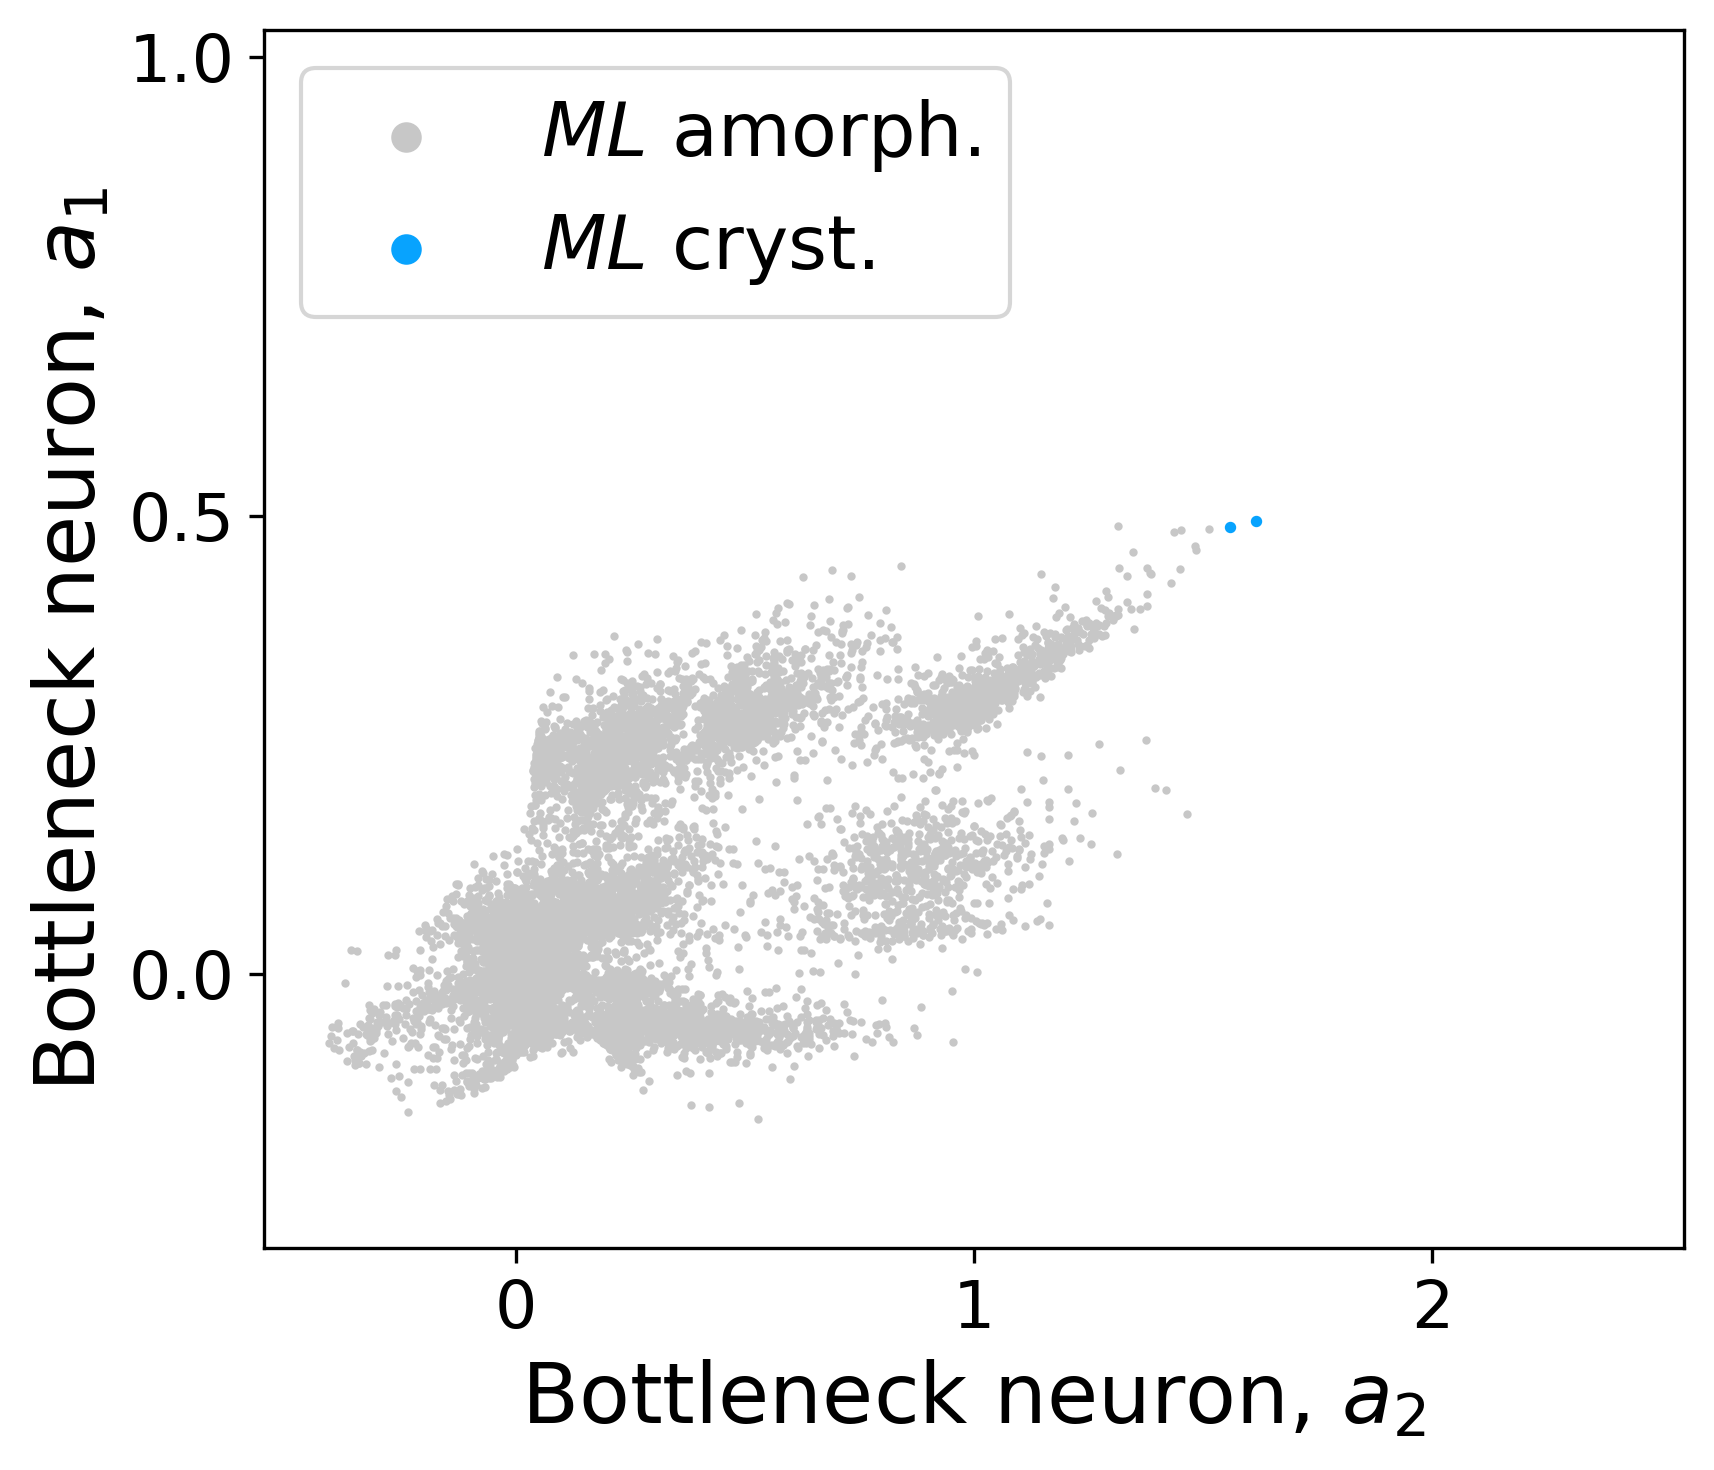 1.0
ML amorph.
ML cryst.
0.5
0.0
0 1 2
Bottleneck neuron, a₁
Bottleneck neuron, a₂